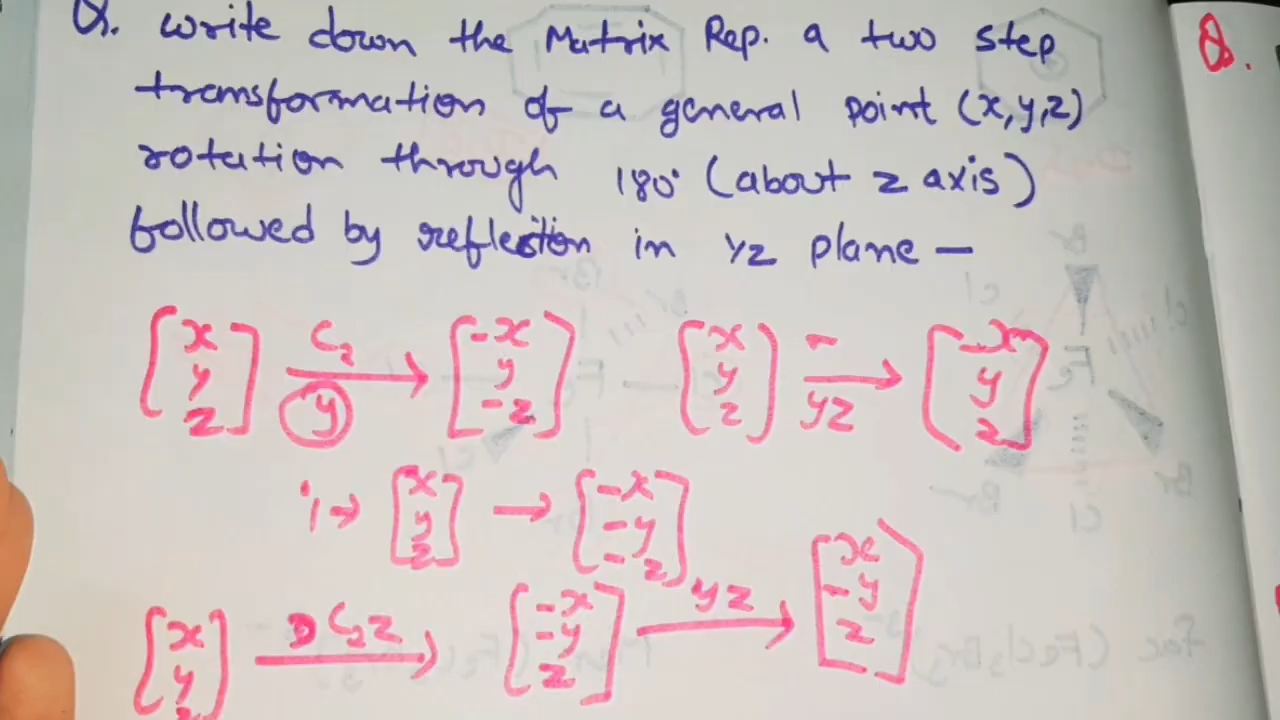 Q. write down the Matrix Rep. a two step
transformation of a general point (x,y,z)
rotation through 180° (about z axis)
followed by reflection in YZ plane —
[x y z] C₂ y → [-x y -z] [x y z] σ YZ → [-x y z]
i → [x y z] → [-x -y -z]
[x y z] C₂z → [-x -y z] YZ → [x -y z]
Q.